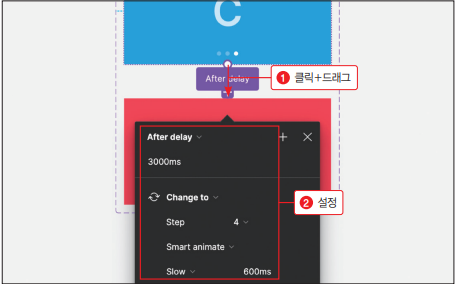 C
After delay
1 클릭+드래그
After delay
3000ms
Change to
2 설정
Step 4
Smart animate
Slow 600ms